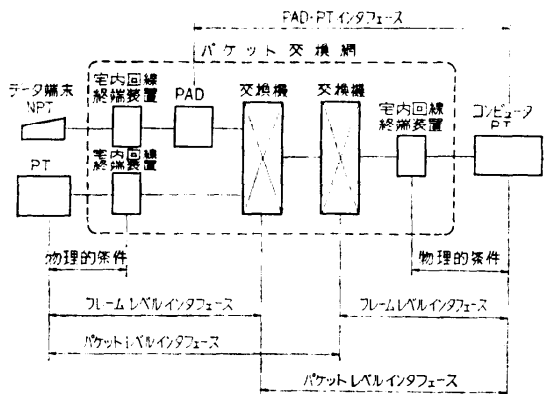 PAD・PTインタフェース
パケット交換網
データ端末
NPT
宅内回線
終端装置
PAD
交換機
交換機
宅内回線
終端装置
コンピュータ
PT
PT
宅内回線
終端装置
物理的条件
物理的条件
フレームレベルインタフェース
フレームレベルインタフェース
パケットレベルインタフェース
パケットレベルインタフェース